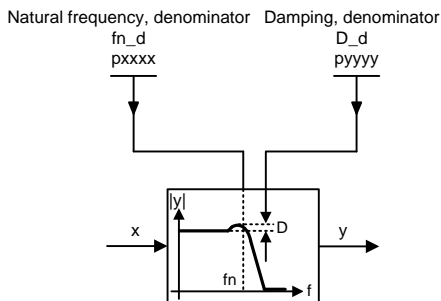 Natural frequency, denominator
fn_d
pxxxx
Damping, denominator
D_d
pyyyy
|y|
x
D
y
fn
f